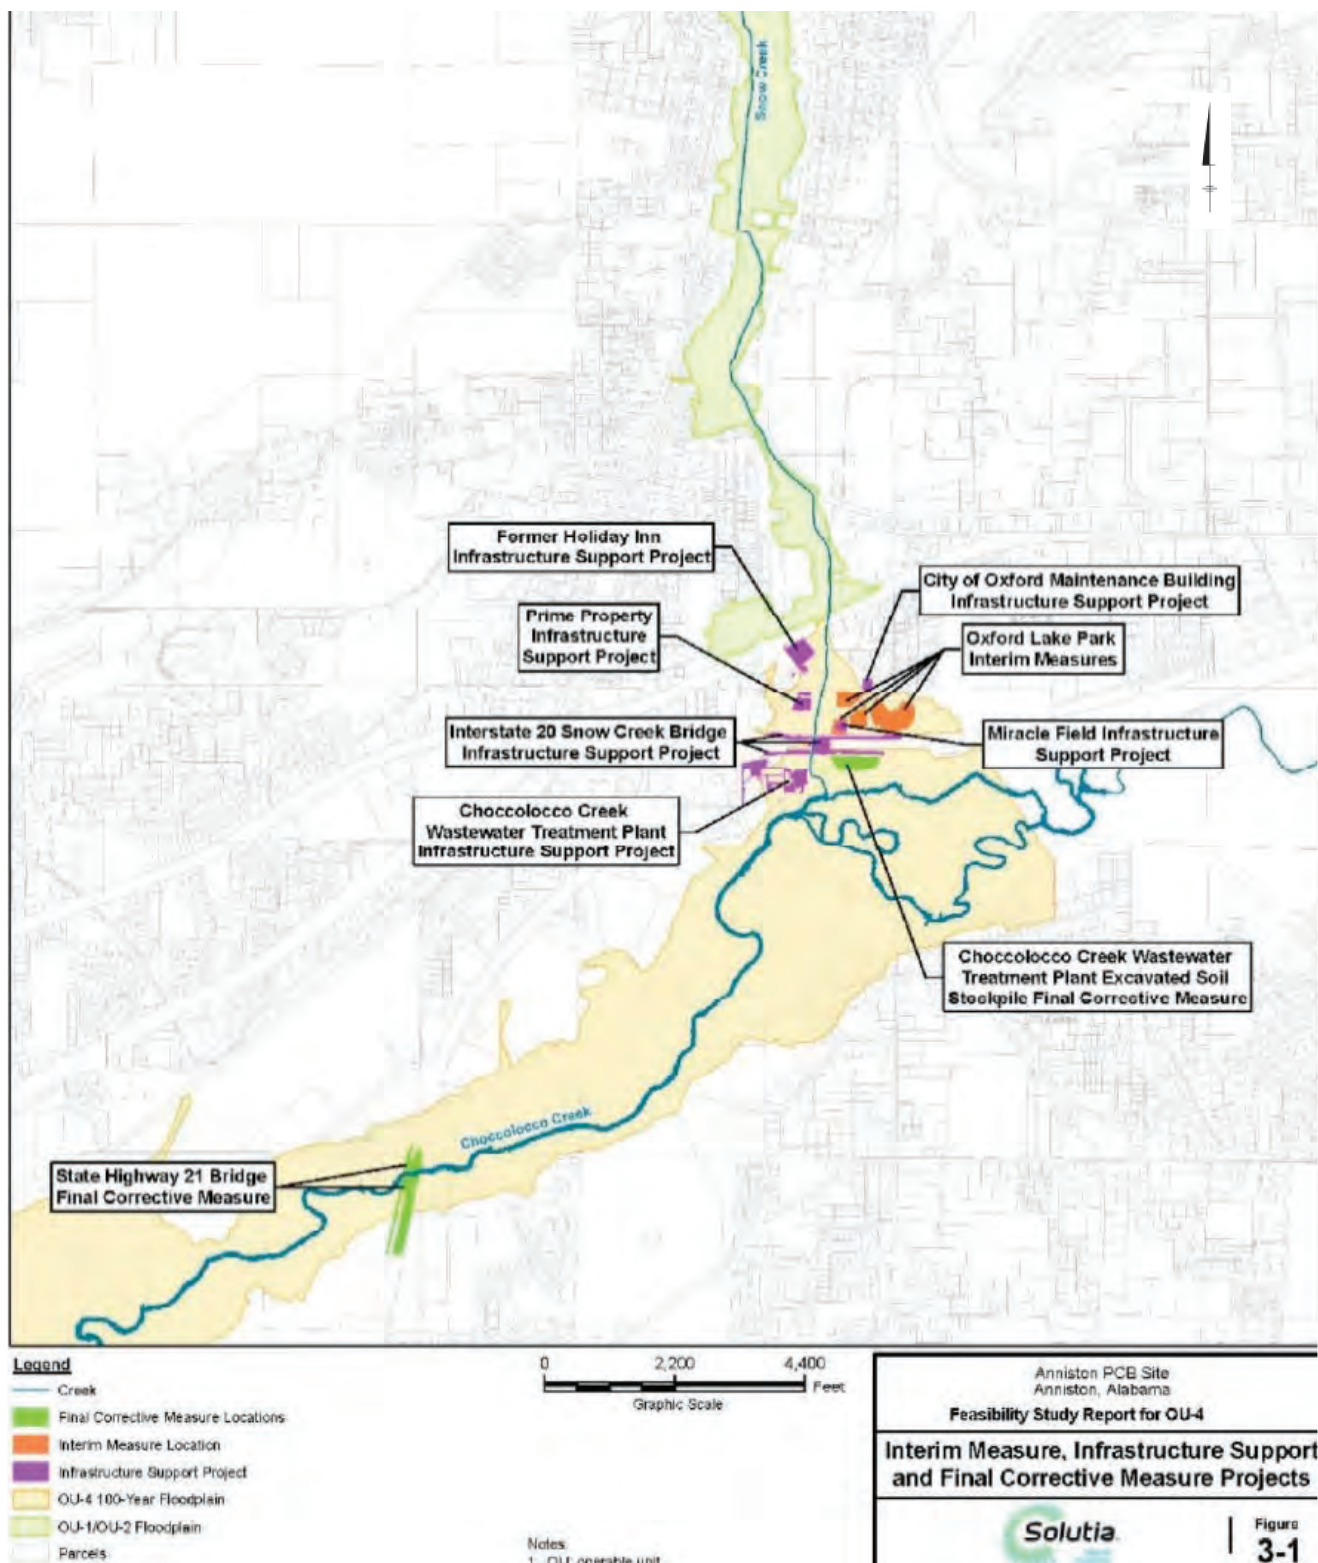 Snow Creek
Former Holiday Inn
Infrastructure Support Project
City of Oxford Maintenance Building
Infrastructure Support Project
Prime Property
Infrastructure
Support Project
Oxford Lake Park
Interim Measures
Interstate 20 Snow Creek Bridge
Infrastructure Support Project
Miracle Field Infrastructure
Support Project
Choccolocco Creek
Wastewater Treatment Plant
Infrastructure Support Project
Choccolocco Creek Wastewater
Treatment Plant Excavated Soil
Stockpile Final Corrective Measure
Choccolocco Creek
State Highway 21 Bridge
Final Corrective Measure
Legend
Creek
Final Corrective Measure Locations
Interim Measure Location
Infrastructure Support Project
OU-4 100-Year Floodplain
OU-1/OU-2 Floodplain
Parcels
0 2,200 4,400
Feet
Graphic Scale
Notes
1. OU: operable unit
Anniston PCB Site
Anniston, Alabama
Feasibility Study Report for OU-4
Interim Measure, Infrastructure Support
and Final Corrective Measure Projects
Solutia
Figure
3-1